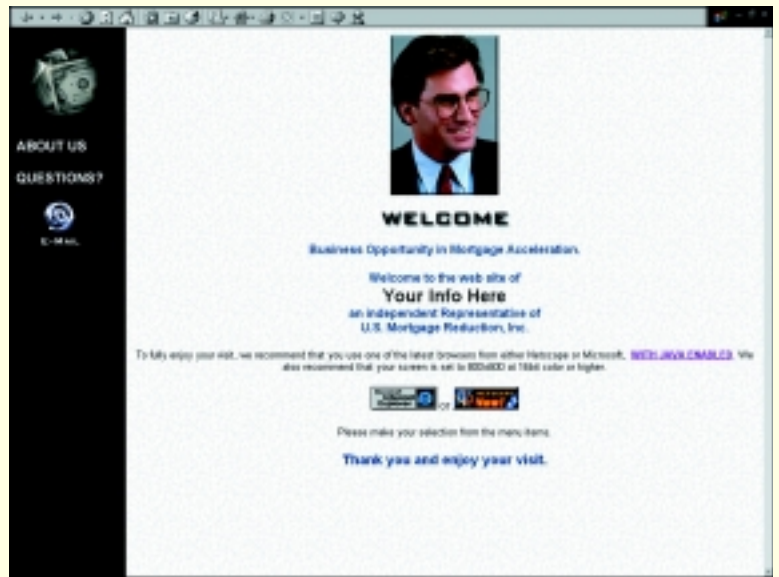 ABOUT US
QUESTIONS?
E-MAIL
WELCOME
Business Opportunity in Mortgage Acceleration.
Welcome to the web site of
Your Info Here
an independent Representative of
U.S. Mortgage Reduction, Inc.
To fully enjoy your visit, we recommend that you use one of the latest browsers from either Netscape or Microsoft, WITH JAVA ENABLED. We
also recommend that your screen is set to 800x600 at 16bit color or higher.
or
Please make your selection from the menu items.
Thank you and enjoy your visit.